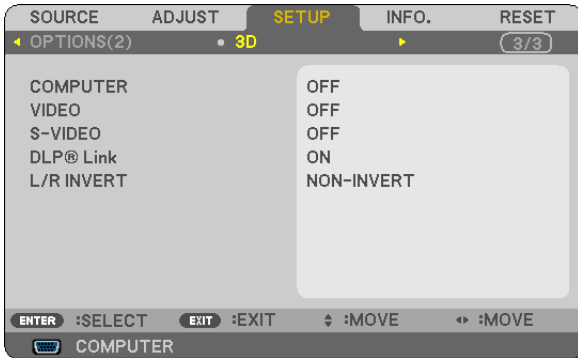 SOURCE ADJUST SETUP INFO. RESET
OPTIONS(2) • 3D 3/3
COMPUTER OFF
VIDEO OFF
S-VIDEO OFF
DLP® Link ON
L/R INVERT NON-INVERT
ENTER :SELECT EXIT :EXIT :MOVE :MOVE
COMPUTER